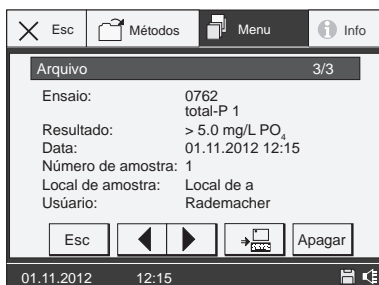 Esc Métodos Menu Info
Arquivo 3/3
Ensaio: 0762
total-P 1
Resultado: > 5.0 mg/L PO₄
Data: 01.11.2012 12:15
Número de amostra: 1
Local de amostra: Local de a
Usúario: Rademacher
Esc Apagar
01.11.2012 12:15